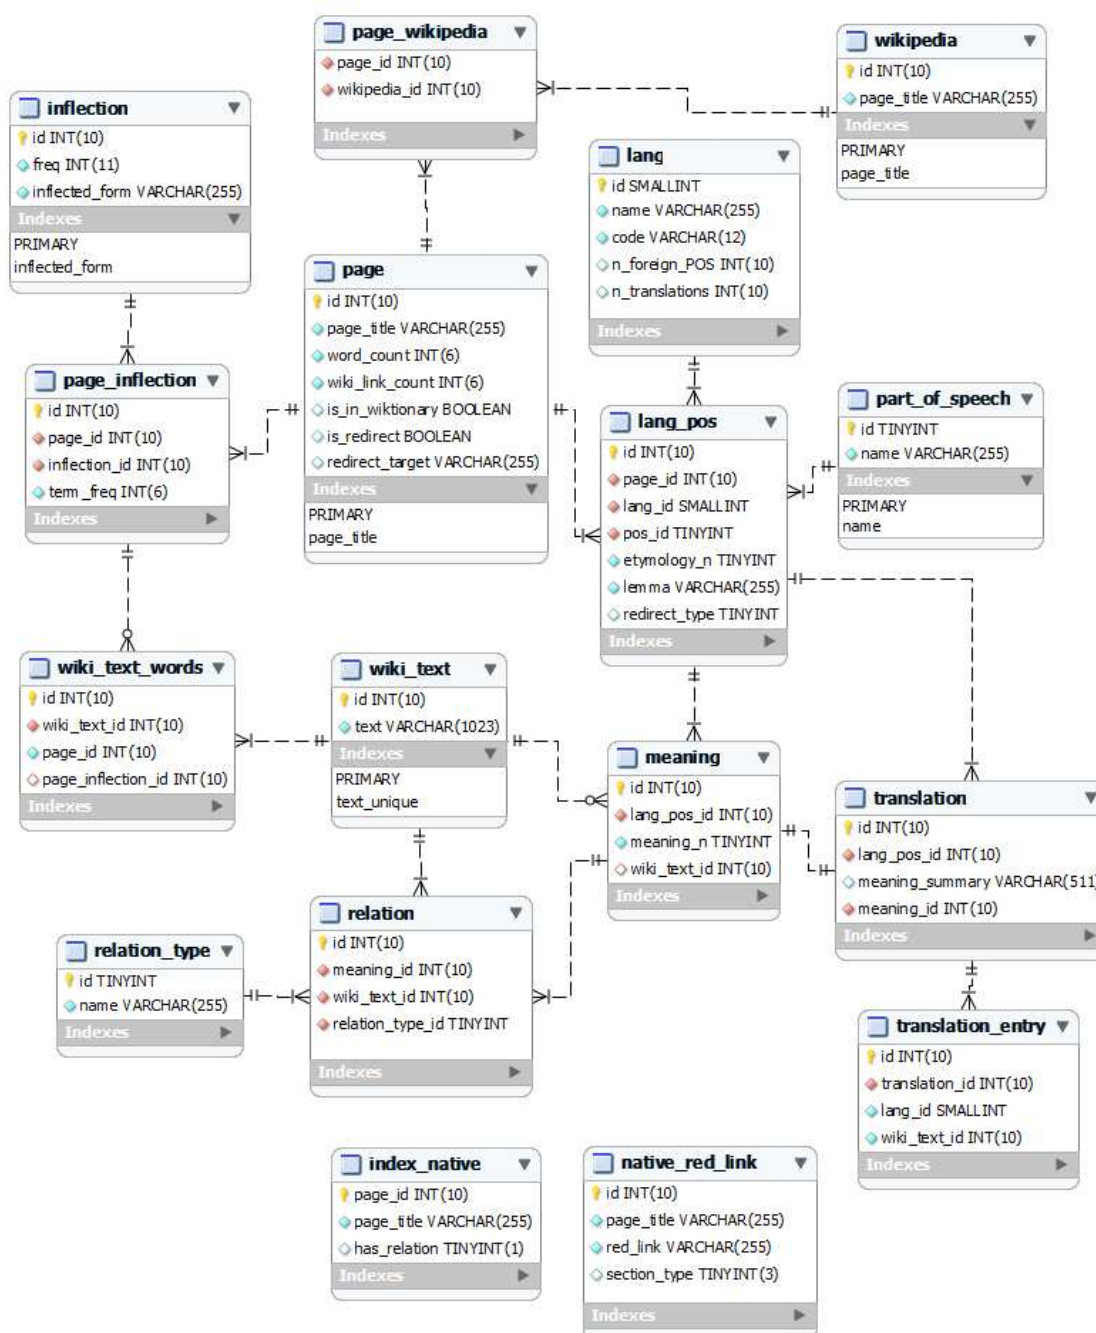 page_wikipedia
page_id INT(10)
wikipedia_id INT(10)
Indexes
wikipedia
id INT(10)
page_title VARCHAR(255)
Indexes
PRIMARY
page_title
inflection
id INT(10)
freq INT(11)
inflected_form VARCHAR(255)
Indexes
PRIMARY
inflected_form
lang
id SMALLINT
name VARCHAR(255)
code VARCHAR(12)
n_foreign_POS INT(10)
n_translations INT(10)
Indexes
page
id INT(10)
page_title VARCHAR(255)
word_count INT(6)
wiki_link_count INT(6)
is_in_wiktionary BOOLEAN
is_redirect BOOLEAN
redirect_target VARCHAR(255)
Indexes
PRIMARY
page_title
page_inflection
id INT(10)
page_id INT(10)
inflection_id INT(10)
term_freq INT(6)
Indexes
lang_pos
id INT(10)
page_id INT(10)
lang_id SMALLINT
pos_id TINYINT
etymology_n TINYINT
lemma VARCHAR(255)
redirect_type TINYINT
Indexes
part_of_speech
id TINYINT
name VARCHAR(255)
Indexes
PRIMARY
name
wiki_text_words
id INT(10)
wiki_text_id INT(10)
page_id INT(10)
page_inflection_id INT(10)
Indexes
wiki_text
id INT(10)
text VARCHAR(1023)
Indexes
PRIMARY
text_unique
meaning
id INT(10)
lang_pos_id INT(10)
meaning_n TINYINT
wiki_text_id INT(10)
Indexes
translation
id INT(10)
lang_pos_id INT(10)
meaning_summary VARCHAR(511)
meaning_id INT(10)
Indexes
relation_type
id TINYINT
name VARCHAR(255)
Indexes
relation
id INT(10)
meaning_id INT(10)
wiki_text_id INT(10)
relation_type_id TINYINT
Indexes
translation_entry
id INT(10)
translation_id INT(10)
lang_id SMALLINT
wiki_text_id INT(10)
Indexes
index_native
page_id INT(10)
page_title VARCHAR(255)
has_relation TINYINT(1)
Indexes
native_red_link
id INT(10)
page_title VARCHAR(255)
red_link VARCHAR(255)
section_type TINYINT(3)
Indexes